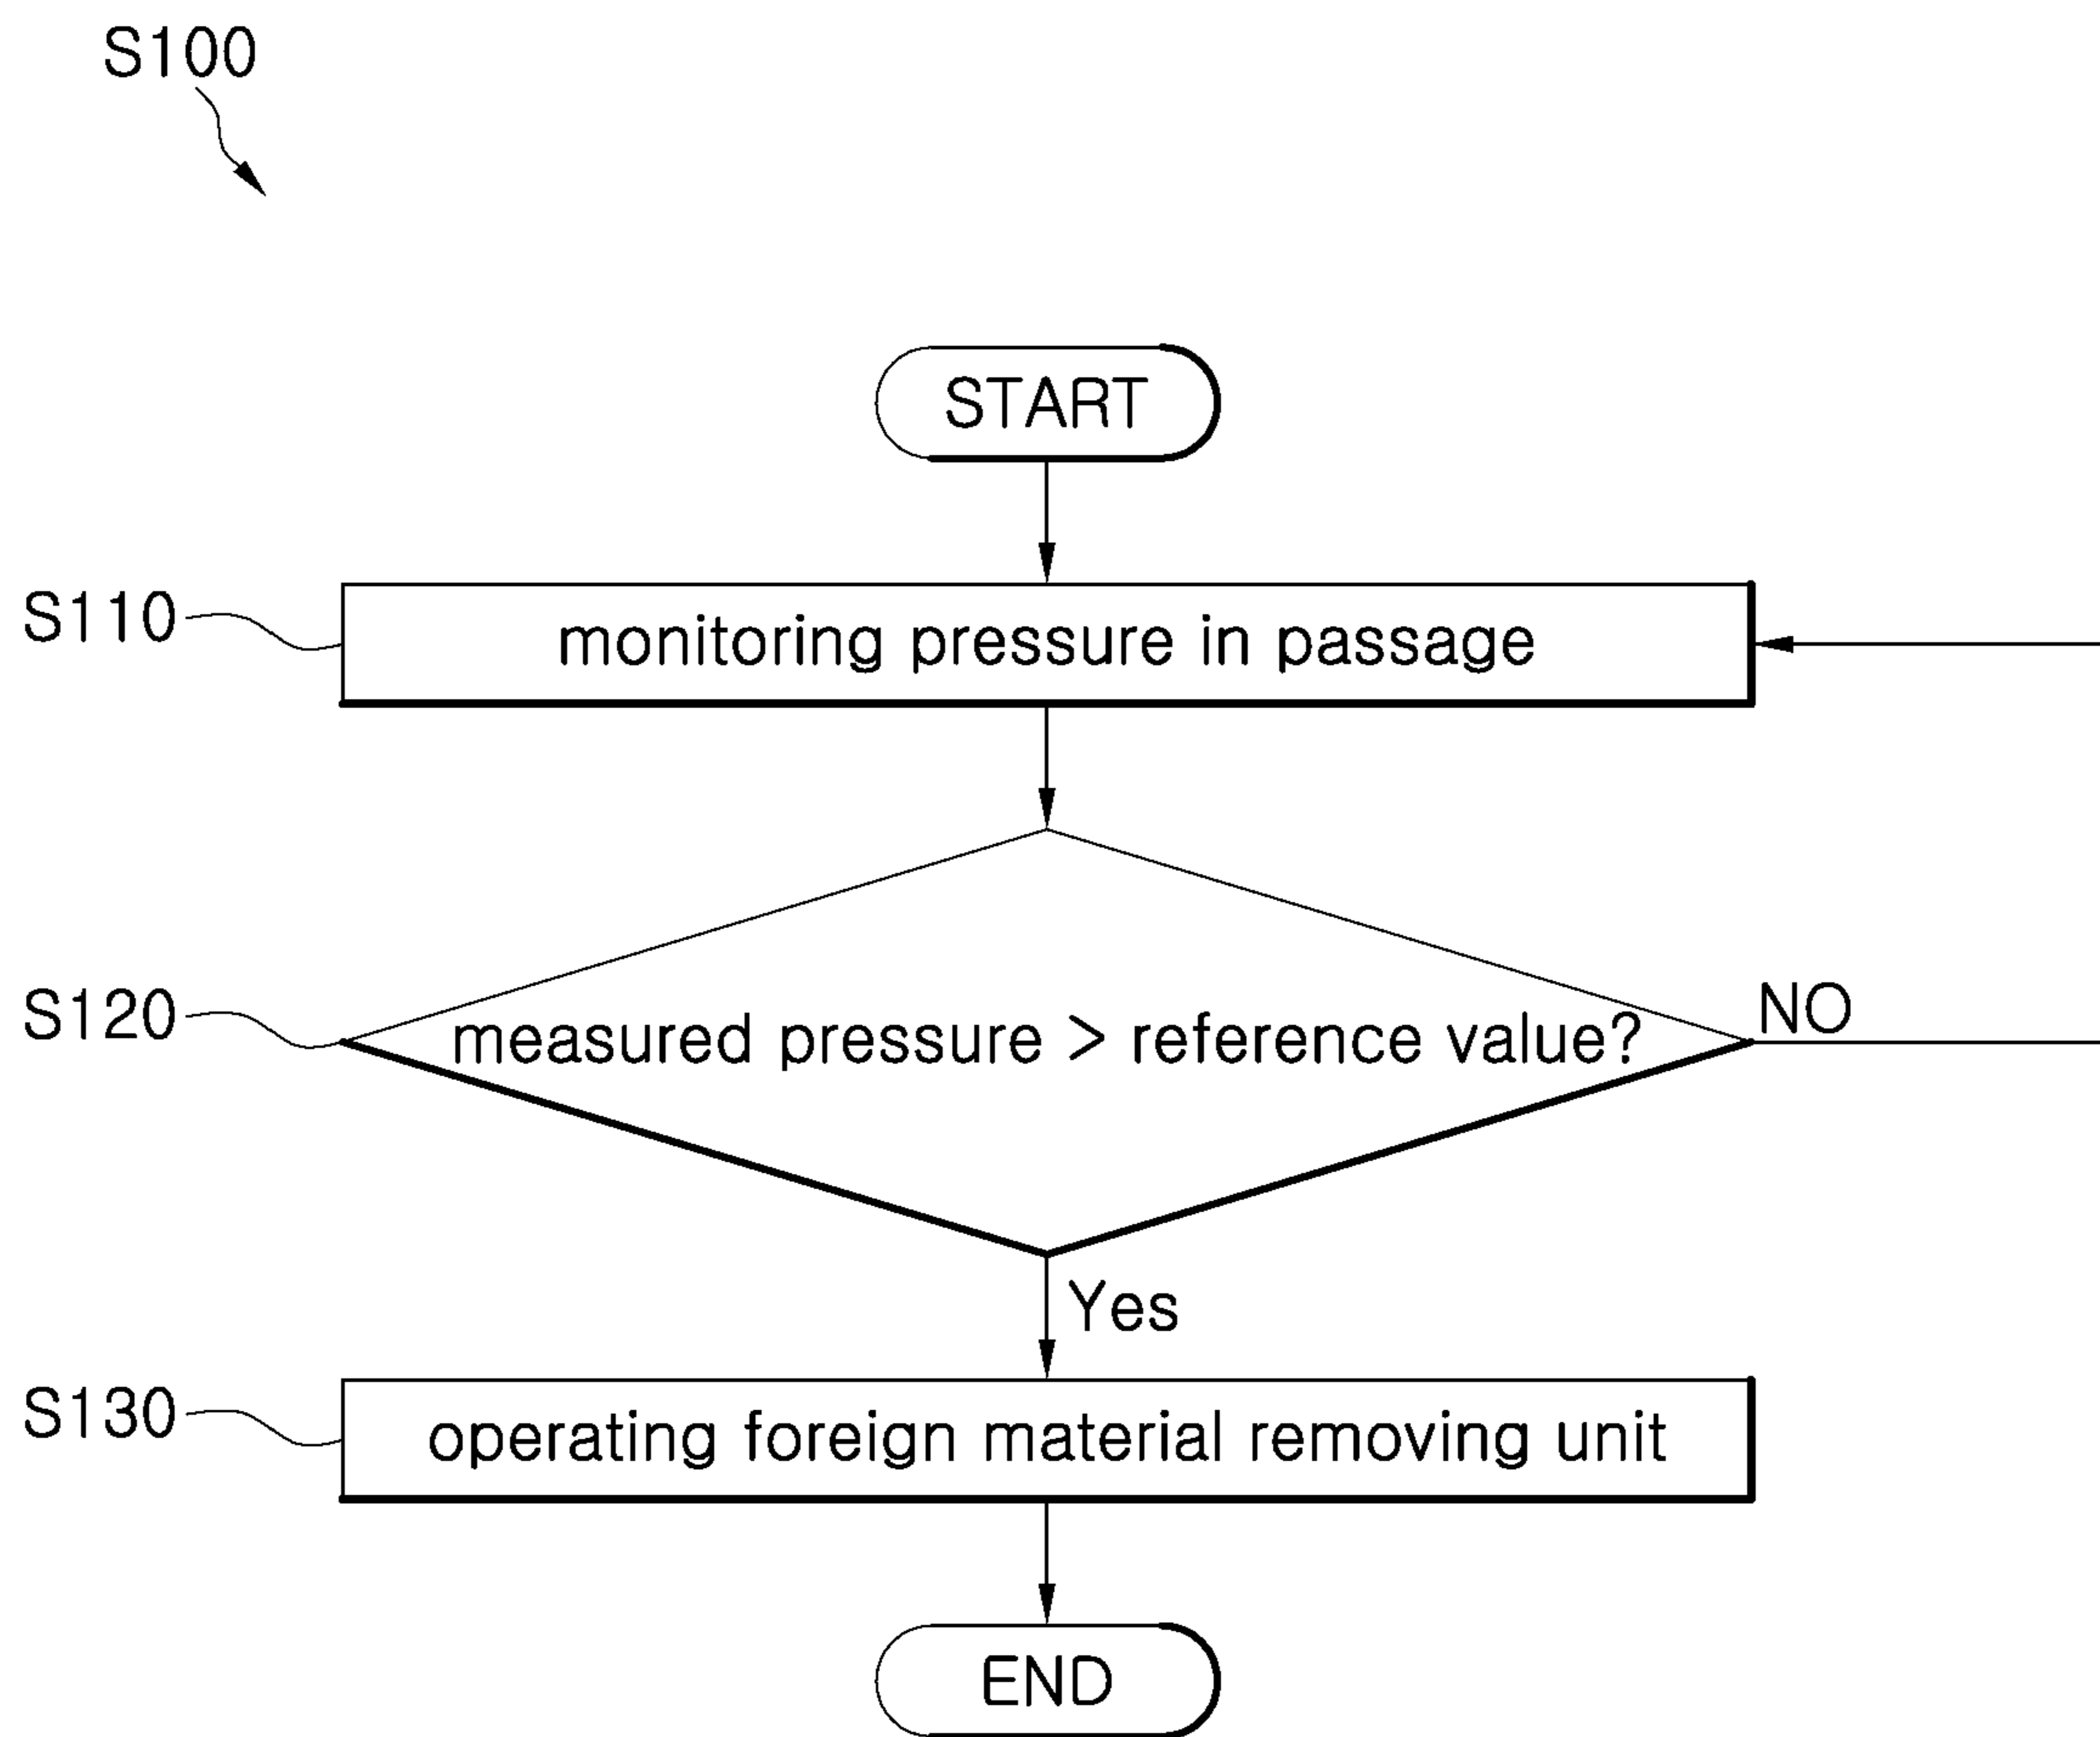 S100
START
S110
monitoring pressure in passage
S120
measured pressure > reference value?
NO
Yes
S130
operating foreign material removing unit
END